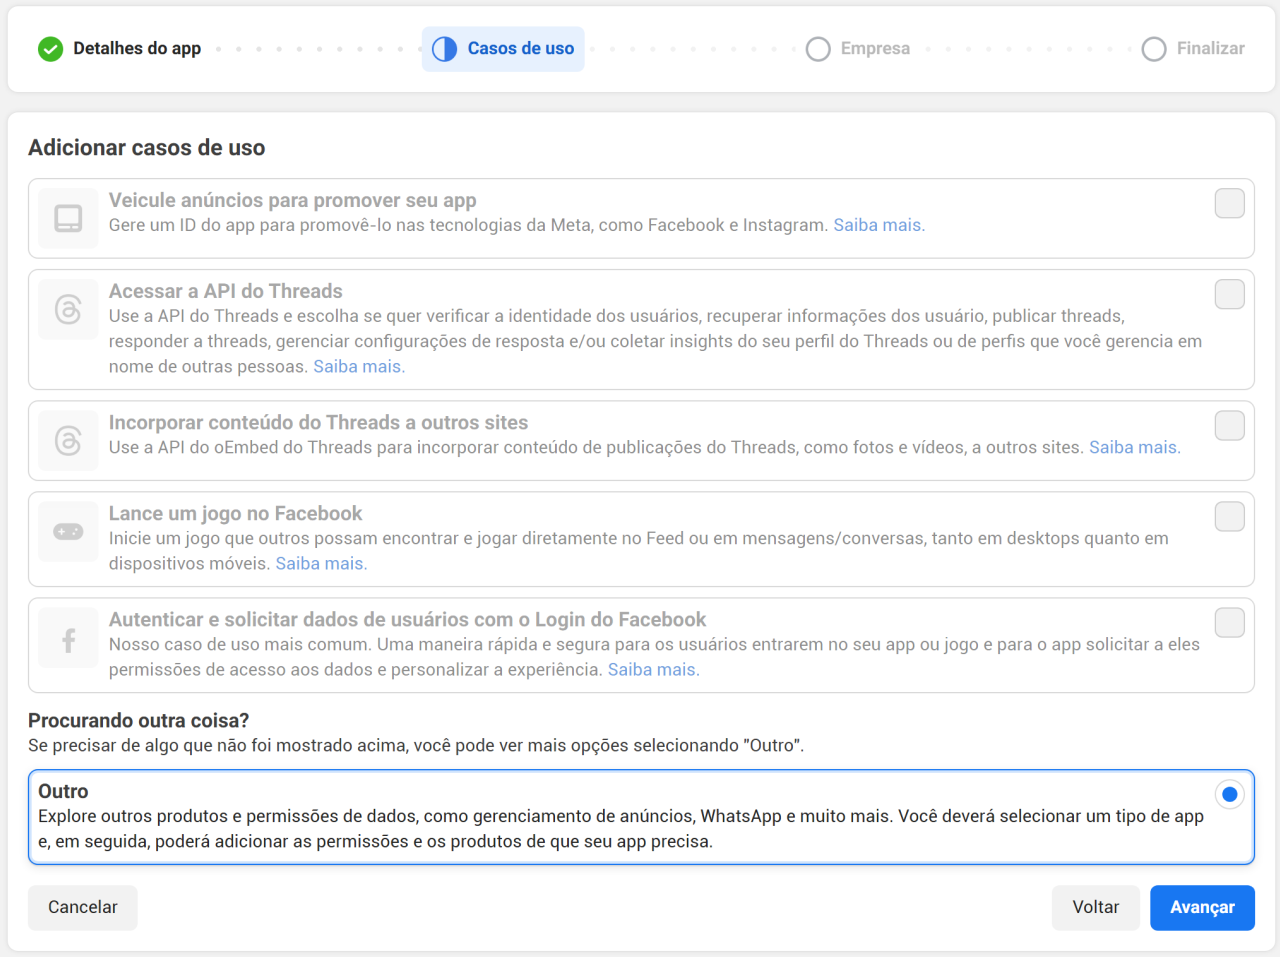 Detalhes do app
Casos de uso
Empresa
Finalizar
Adicionar casos de uso
Veicule anúncios para promover seu app
Gere um ID do app para promovê-lo nas tecnologias da Meta, como Facebook e Instagram. Saiba mais.
Acessar a API do Threads
Use a API do Threads e escolha se quer verificar a identidade dos usuários, recuperar informações dos usuário, publicar threads,
responder a threads, gerenciar configurações de resposta e/ou coletar insights do seu perfil do Threads ou de perfis que você gerencia em
nome de outras pessoas. Saiba mais.
Incorporar conteúdo do Threads a outros sites
Use a API do oEmbed do Threads para incorporar conteúdo de publicações do Threads, como fotos e vídeos, a outros sites. Saiba mais.
Lance um jogo no Facebook
Inicie um jogo que outros possam encontrar e jogar diretamente no Feed ou em mensagens/conversas, tanto em desktops quanto em
dispositivos móveis. Saiba mais.
Autenticar e solicitar dados de usuários com o Login do Facebook
Nosso caso de uso mais comum. Uma maneira rápida e segura para os usuários entrarem no seu app ou jogo e para o app solicitar a eles
permissões de acesso aos dados e personalizar a experiência. Saiba mais.
Procurando outra coisa?
Se precisar de algo que não foi mostrado acima, você pode ver mais opções selecionando "Outro".
Outro
Explore outros produtos e permissões de dados, como gerenciamento de anúncios, WhatsApp e muito mais. Você deverá selecionar um tipo de app
e, em seguida, poderá adicionar as permissões e os produtos de que seu app precisa.
Cancelar
Voltar
Avançar